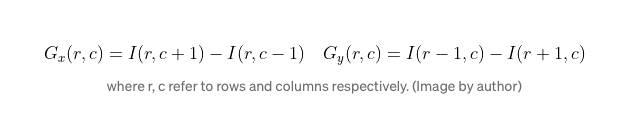 G_x(r, c) = I(r, c + 1) − I(r, c − 1)   G_y(r, c) = I(r − 1, c) − I(r + 1, c)
where r, c refer to rows and columns respectively. (Image by author)